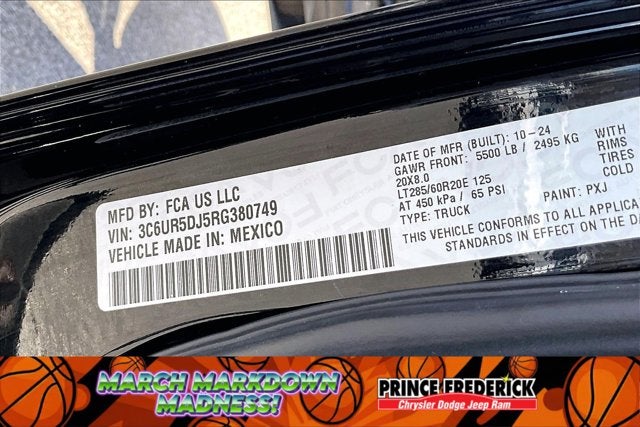 MFD BY: FCA US LLC
VIN: 3C6UR5DJ5RG380749
VEHICLE MADE IN: MEXICO
DATE OF MFR (BUILT): 10-24
GAWR FRONT: 5500 LB / 2495 KG
20X8.0
LT285/60R20E 125
AT 450 kPa / 65 PSI
TYPE: TRUCK
PAINT: PXJ
WITH
RIMS
TIRES
COLD
THIS VEHICLE CONFORMS TO ALL APPLICABL
STANDARDS IN EFFECT ON THE D
MARCH MARKDOWN
MADNESS!
PRINCE FREDERICK
Chrysler Dodge Jeep Ram